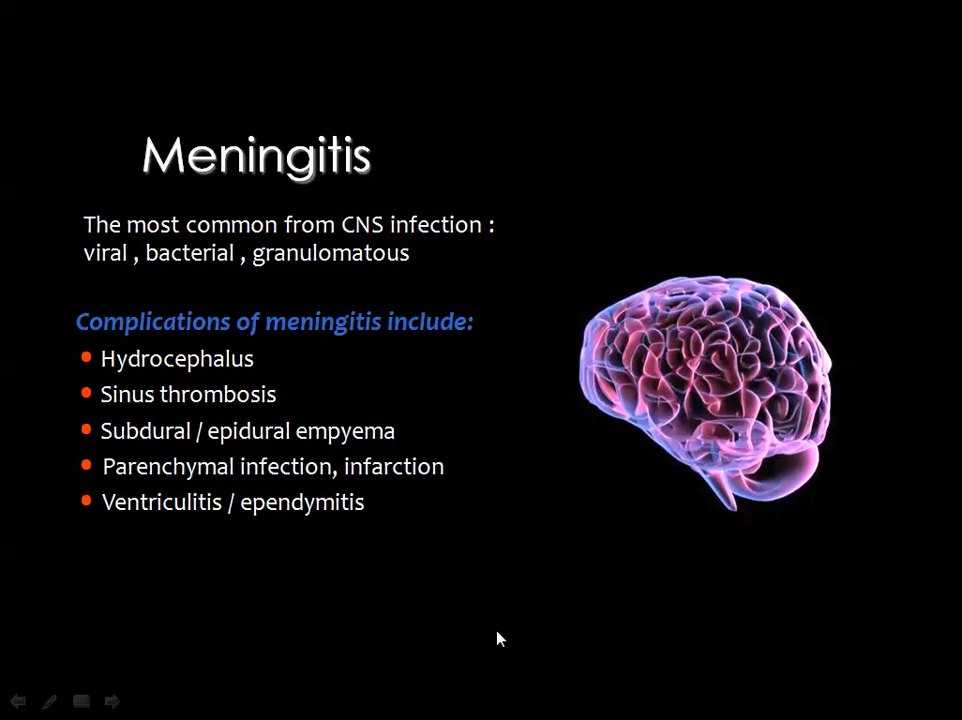 Meningitis
The most common from CNS infection :
viral , bacterial , granulomatous
Complications of meningitis include:
• Hydrocephalus
• Sinus thrombosis
• Subdural / epidural empyema
• Parenchymal infection, infarction
• Ventriculitis / ependymitis